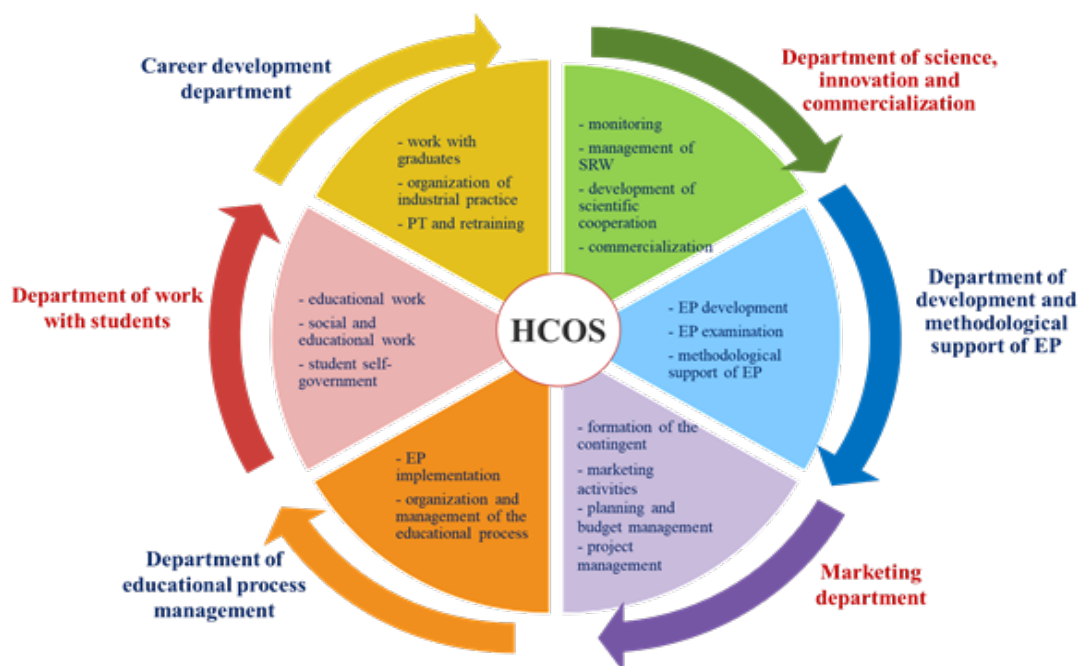 Career development
department
Department of science,
innovation and
commercialization
- work with
graduates
- organization of
industrial practice
- PT and retraining
- monitoring
- management of
SRW
- development of
scientific
cooperation
- commercialization
Department of work
with students
- educational work
- social and
educational work
- student self-
government
HCOS
- EP development
- EP examination
- methodological
support of EP
Department of
development and
methodological
support of EP
- EP
implementation
- organization and
management of the
educational process
- formation of the
contingent
- marketing
activities
- planning and
budget management
- project
management
Department of
educational process
management
Marketing
department